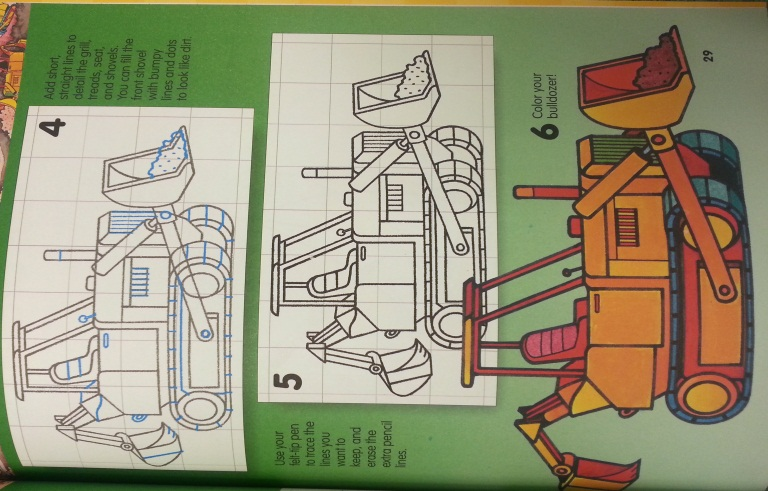 4
Add short,
straight lines to
detail the grill,
treads, seat,
and shovels.
You can fill the
front shovel
with bumpy
lines and dots
to look like dirt.
5
Use your
felt-tip pen
to trace the
lines you
want to
keep, and
erase the
extra pencil
lines.
6 Color your
bulldozer!
29